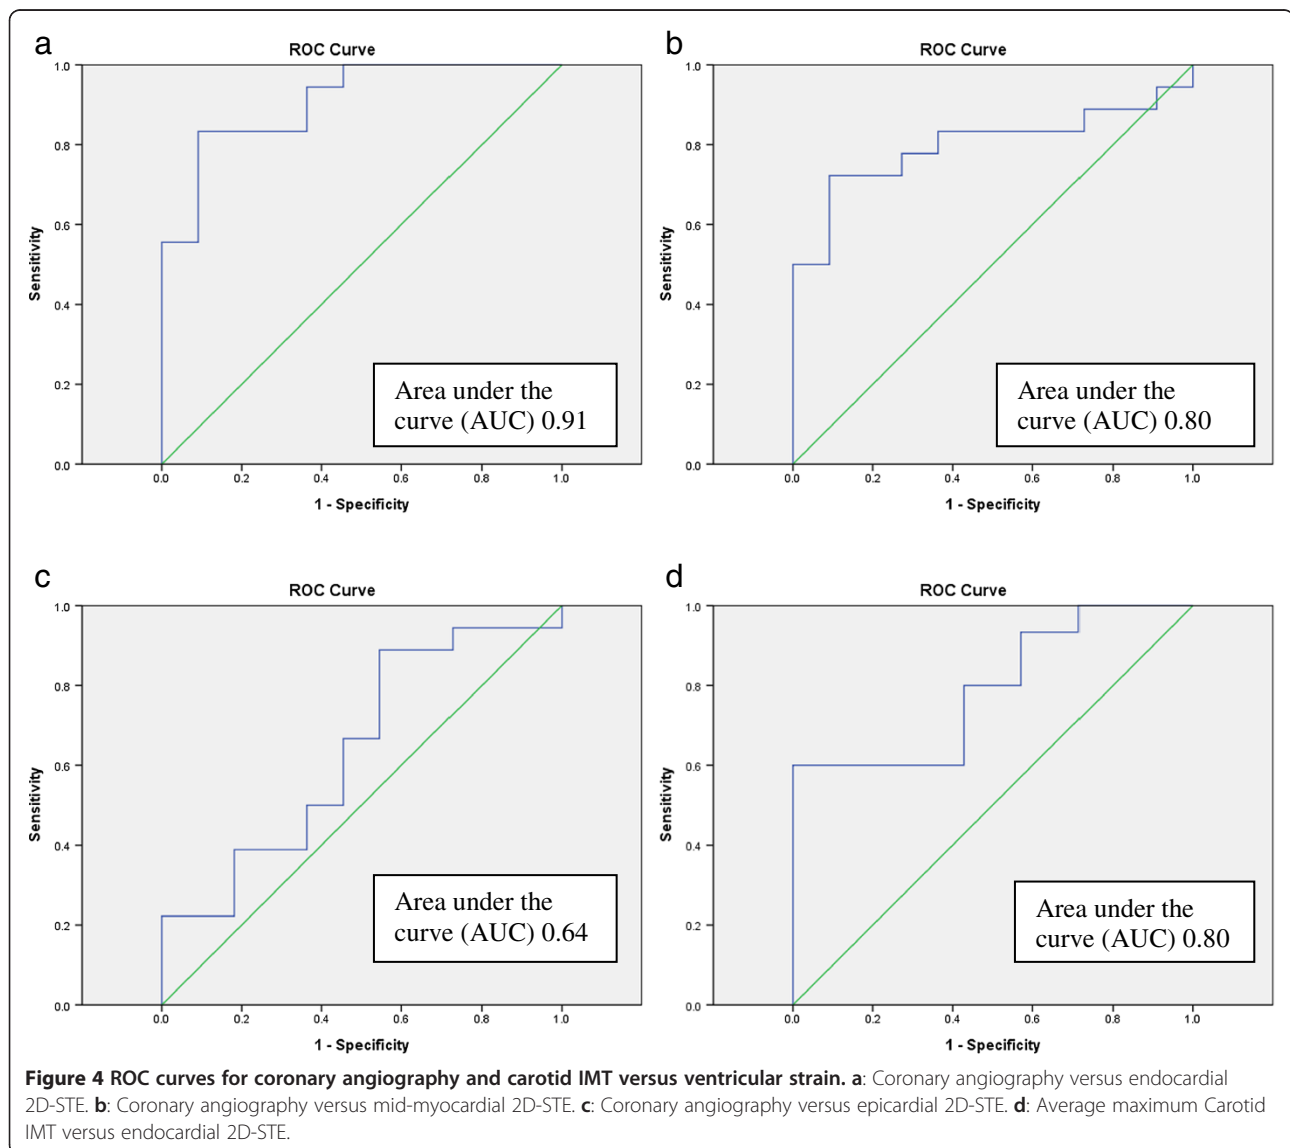 a
ROC Curve
1.0
0.8
0.6
0.4
0.2
0.0
Sensitivity
0.0 0.2 0.4 0.6 0.8 1.0
1 - Specificity
Area under the
curve (AUC) 0.91
b
ROC Curve
1.0
0.8
0.6
0.4
0.2
0.0
Sensitivity
0.0 0.2 0.4 0.6 0.8 1.0
1 - Specificity
Area under the
curve (AUC) 0.80
c
ROC Curve
1.0
0.8
0.6
0.4
0.2
0.0
Sensitivity
0.0 0.2 0.4 0.6 0.8 1.0
1 - Specificity
Area under the
curve (AUC) 0.64
d
ROC Curve
1.0
0.8
0.6
0.4
0.2
0.0
Sensitivity
0.0 0.2 0.4 0.6 0.8 1.0
1 - Specificity
Area under the
curve (AUC) 0.80
Figure 4 ROC curves for coronary angiography and carotid IMT versus ventricular strain. a: Coronary angiography versus endocardial
2D-STE. b: Coronary angiography versus mid-myocardial 2D-STE. c: Coronary angiography versus epicardial 2D-STE. d: Average maximum Carotid
IMT versus endocardial 2D-STE.